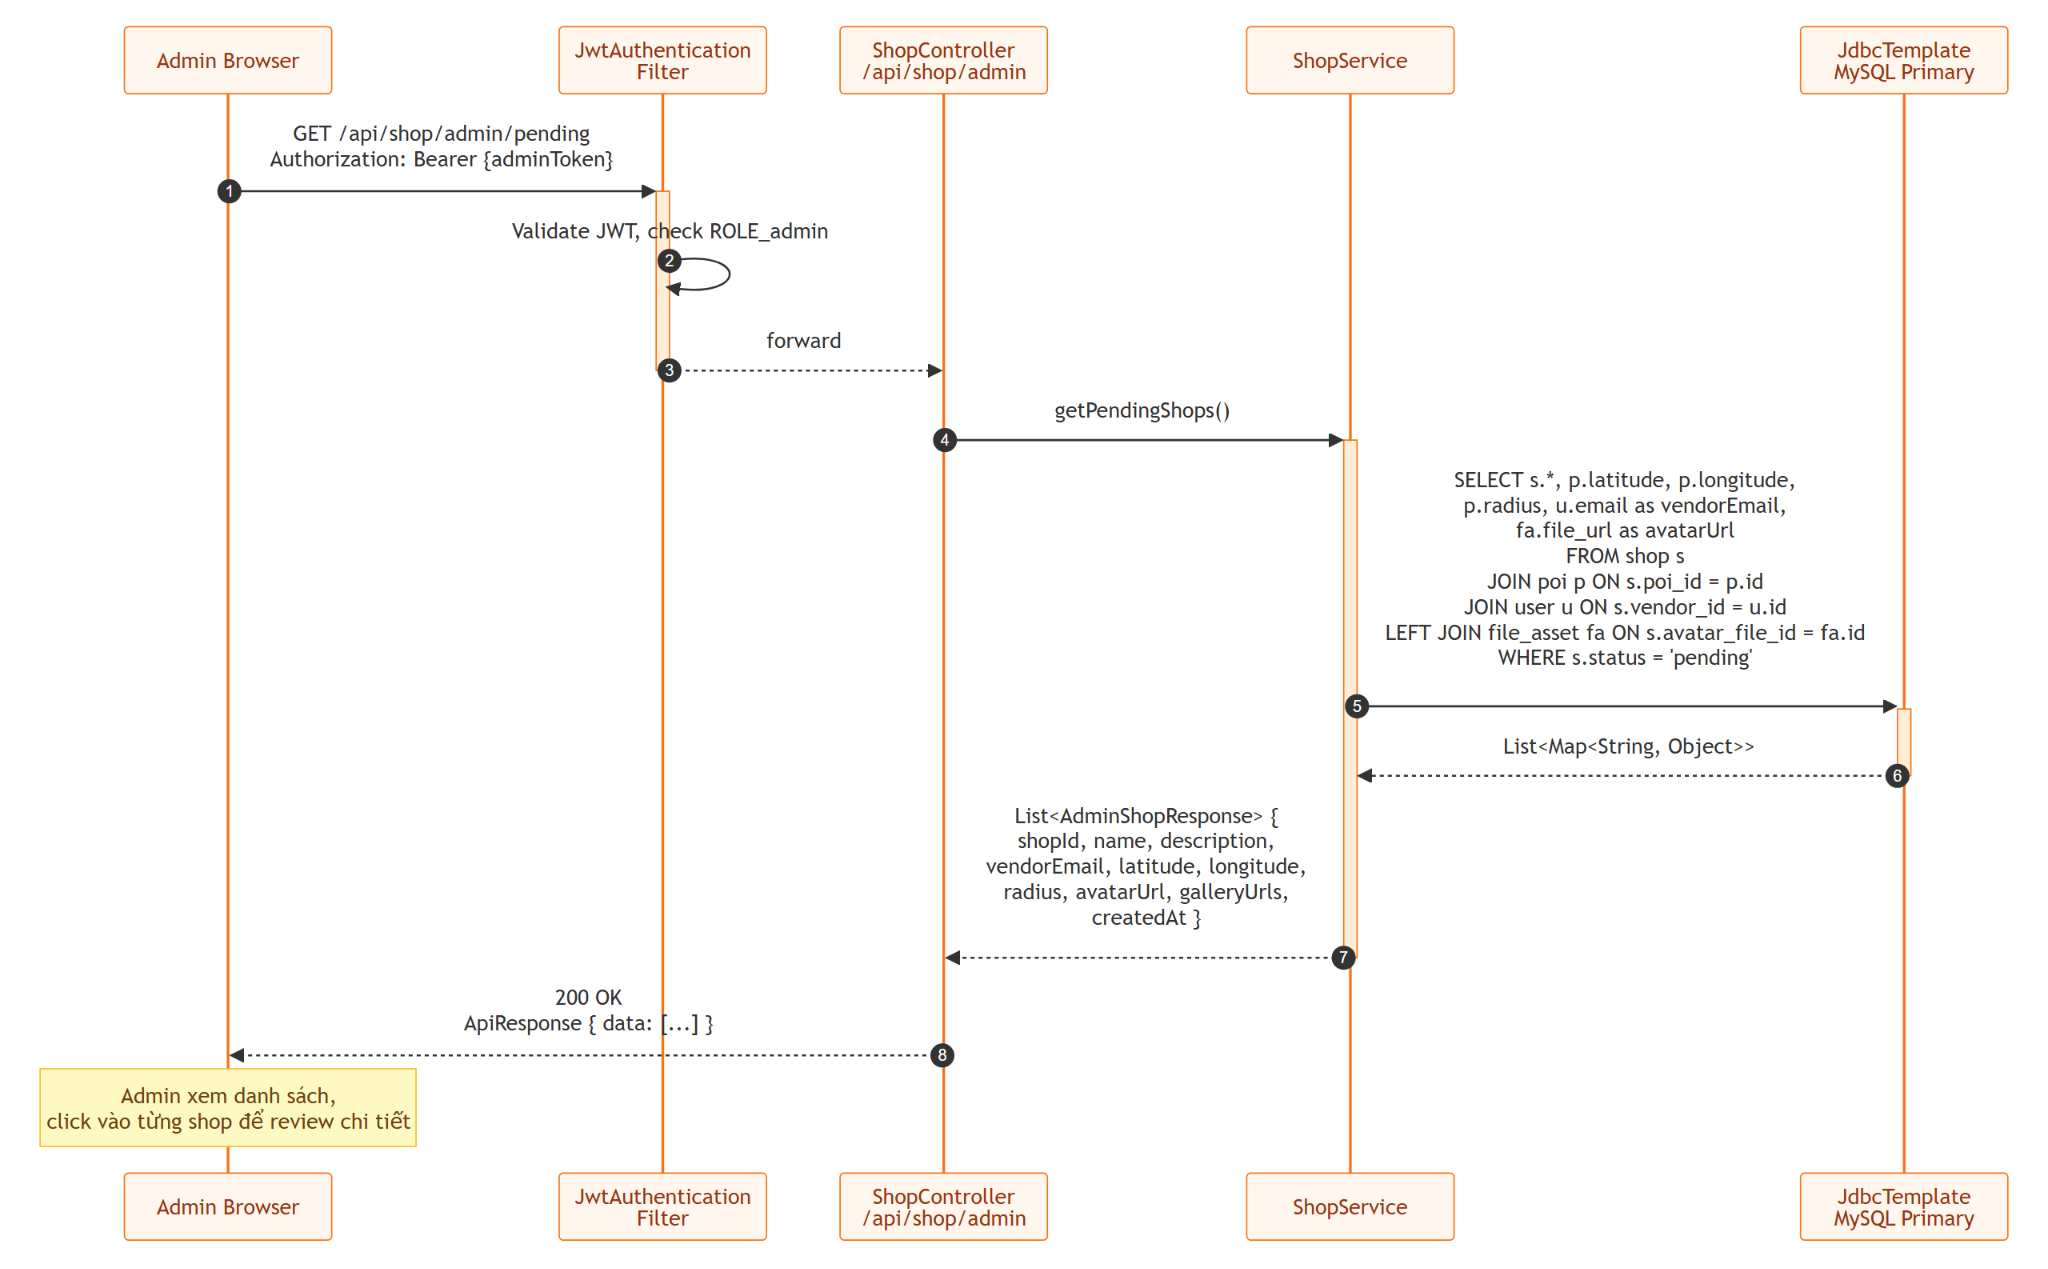 Admin Browser
JwtAuthentication
Filter
ShopController
/api/shop/admin
ShopService
JdbcTemplate
MySQL Primary
GET /api/shop/admin/pending
Authorization: Bearer {adminToken}
1
Validate JWT, check ROLE_admin
2
forward
3
getPendingShops()
4
SELECT s.*, p.latitude, p.longitude,
p.radius, u.email as vendorEmail,
fa.file_url as avatarUrl
FROM shop s
JOIN poi p ON s.poi_id = p.id
JOIN user u ON s.vendor_id = u.id
LEFT JOIN file_asset fa ON s.avatar_file_id = fa.id
WHERE s.status = 'pending'
5
List<Map<String, Object>>
6
List<AdminShopResponse> {
shopId, name, description,
vendorEmail, latitude, longitude,
radius, avatarUrl, galleryUrls,
createdAt }
7
200 OK
ApiResponse { data: [...] }
8
Admin xem danh sách,
click vào từng shop để review chi tiết
Admin Browser
JwtAuthentication
Filter
ShopController
/api/shop/admin
ShopService
JdbcTemplate
MySQL Primary